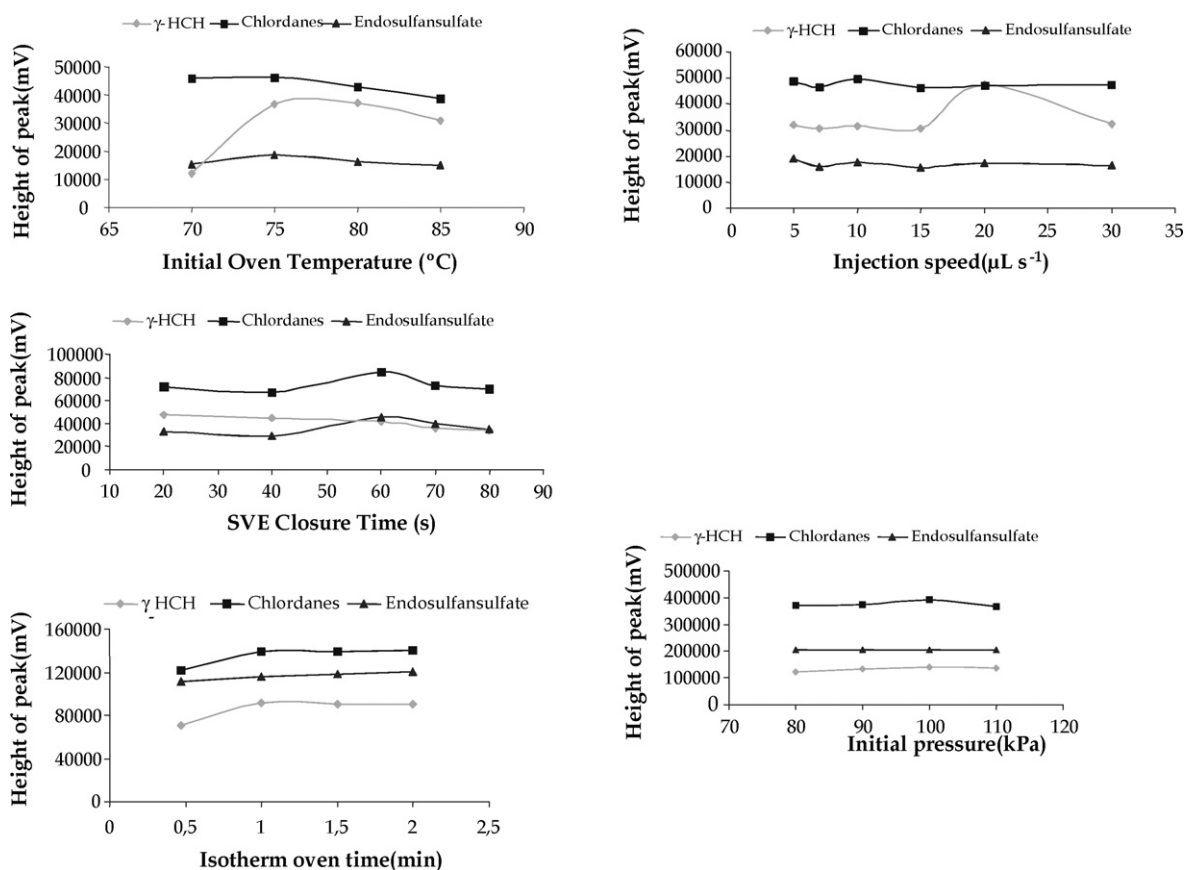 γ-HCH Chlordanes Endosulfansulfate
Height of peak(mV)
50000
40000
30000
20000
10000
0
65 70 75 80 85 90
Initial Oven Temperature (°C)
γ-HCH Chlordanes Endosulfansulfate
Height of peak(mV)
60000
50000
40000
30000
20000
10000
0
0 5 10 15 20 25 30 35
Injection speed(µL s-1)
γ-HCH Chlordanes Endosulfansulfate
Height of peak(mV)
100000
80000
60000
40000
20000
0
10 20 30 40 50 60 70 80 90
SVE Closure Time (s)
γ-HCH Chlordanes Endosulfansulfate
Height of peak(mV)
500000
400000
300000
200000
100000
0
70 80 90 100 110 120
Initial pressure(kPa)
γ HCH Chlordanes Endosulfansulfate
-
Height of peak(mV)
160000
120000
80000
40000
0
0 0,5 1 1,5 2 2,5
Isotherm oven time(min)